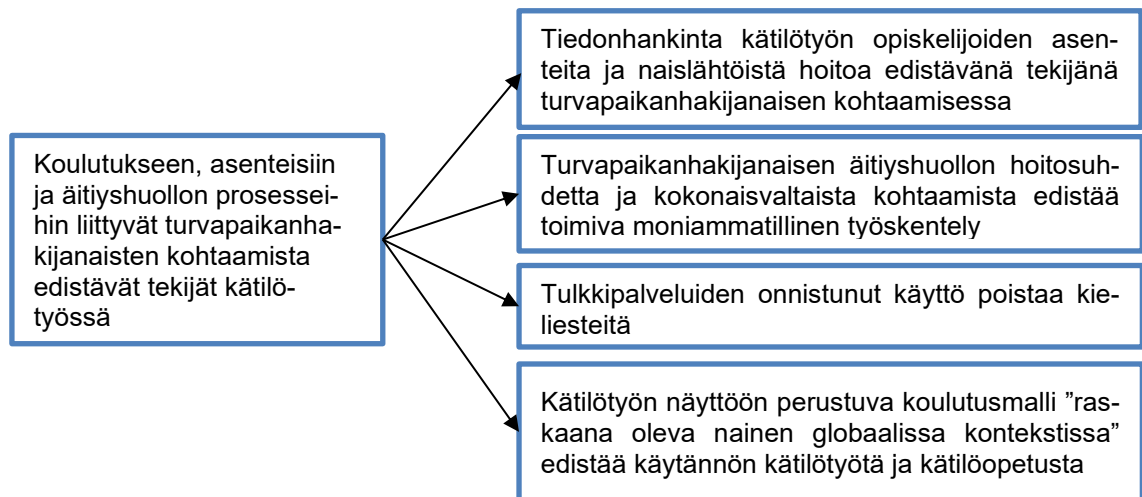 Koulutukseen, asenteisiin
ja äitiyshuollon prosessei-
hin liittyvät turvapaikanha-
kijanaisten kohtaamista
edistävät tekijät kätilö-
työssä
Tiedonhankinta kätilötyön opiskelijoiden asen-
teita ja naislähtöistä hoitoa edistävänä tekijänä
turvapaikanhakijanaisen kohtaamisessa
Turvapaikanhakijanaisen äitiyshuollon hoitosuh-
detta ja kokonaisvaltaista kohtaamista edistää
toimiva moniammatillinen työskentely
Tulkkipalveluiden onnistunut käyttö poistaa kie-
liesteitä
Kätilötyön näyttöön perustuva koulutusmalli ”ras-
kaana oleva nainen globaalissa kontekstissa”
edistää käytännön kätilötyötä ja kätilöopetusta